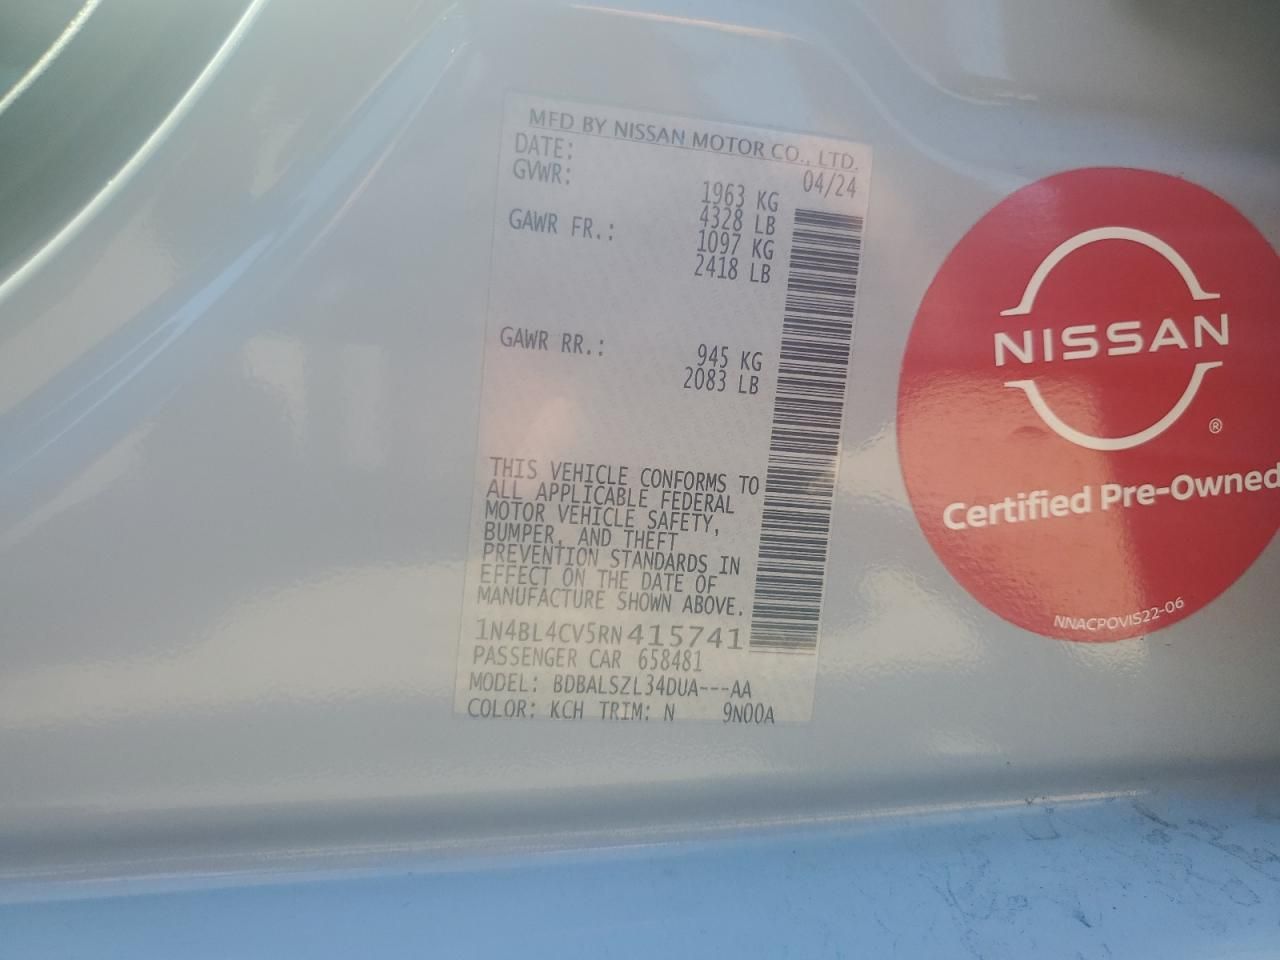 MFD BY NISSAN MOTOR CO., LTD.
DATE: 04/24
GVWR: 1963 KG
4328 LB
GAWR FR.: 1097 KG
2418 LB
GAWR RR.: 945 KG
2083 LB
THIS VEHICLE CONFORMS TO
ALL APPLICABLE FEDERAL
MOTOR VEHICLE SAFETY,
BUMPER, AND THEFT
PREVENTION STANDARDS IN
EFFECT ON THE DATE OF
MANUFACTURE SHOWN ABOVE.
1N4BL4CV5RN415741
PASSENGER CAR 658481
MODEL: BDBALSZL34DUA---AA
COLOR: KCH TRIM: N 9N00A
NISSAN
®
Certified Pre-Owned
NNACPOVIS22-06